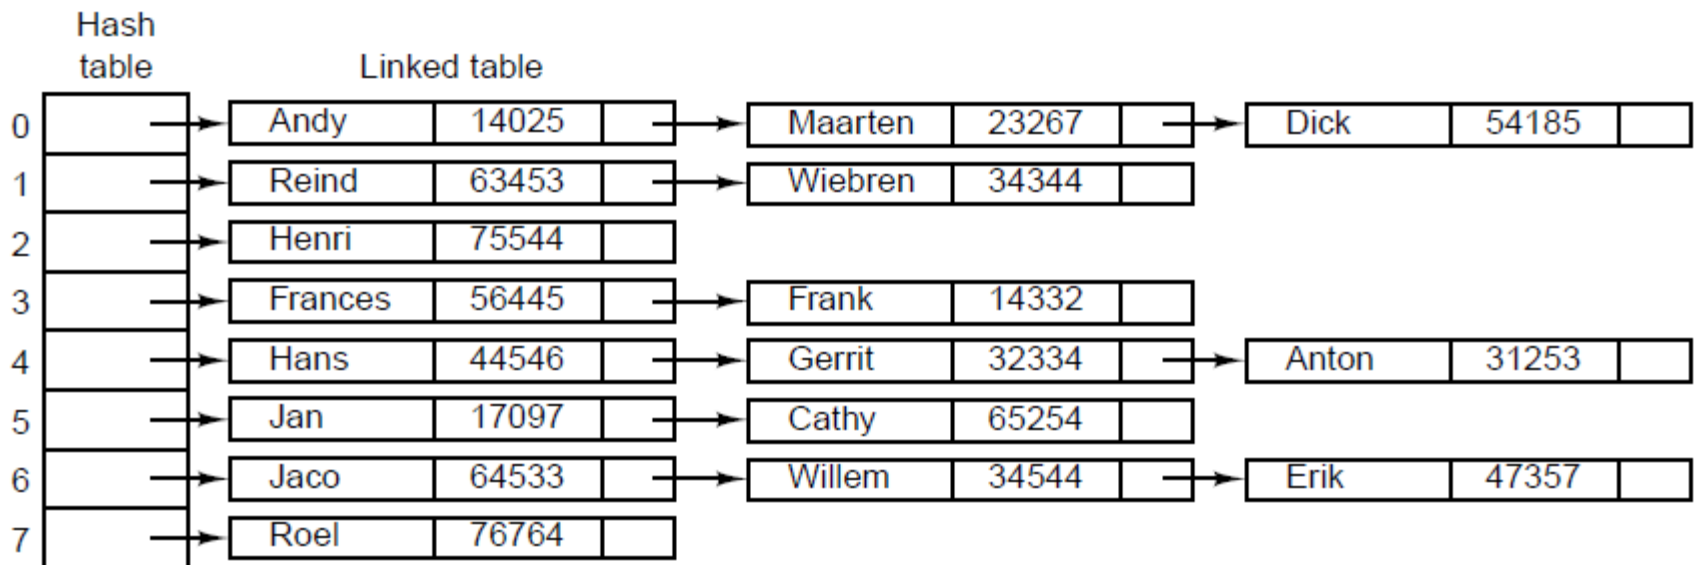 Hash
table
Linked table
0 Andy 14025 Maarten 23267 Dick 54185
1 Reind 63453 Wiebren 34344
2 Henri 75544
3 Frances 56445 Frank 14332
4 Hans 44546 Gerrit 32334 Anton 31253
5 Jan 17097 Cathy 65254
6 Jaco 64533 Willem 34544 Erik 47357
7 Roel 76764